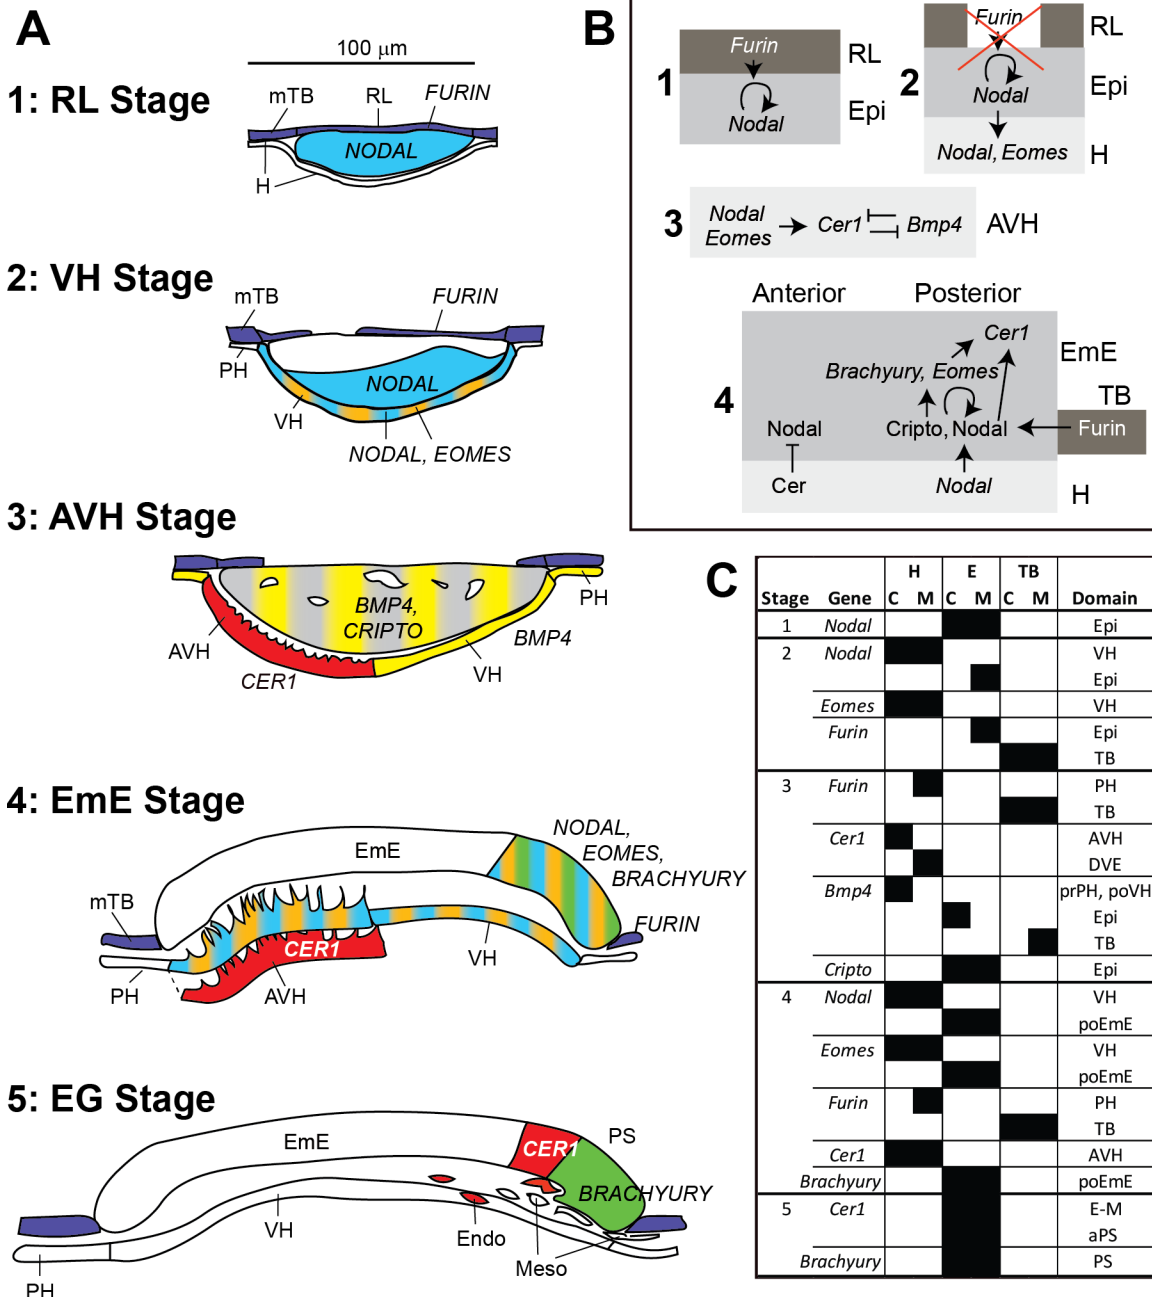 A
100 µm
1: RL Stage
mTB
RL
FURIN
NODAL
H
2: VH Stage
mTB
FURIN
PH
NODAL
VH
NODAL, EOMES
3: AVH Stage
BMP4,
CRIPTO
PH
AVH
BMP4
CER1
VH
4: EmE Stage
NODAL,
EOMES,
BRACHYURY
EmE
mTB
FURIN
CER1
VH
PH
AVH
5: EG Stage
EmE
CER1
PS
BRACHYURY
VH
Endo
Meso
PH
B
1
Furin
RL
Nodal
Epi
2
Furin
RL
Nodal
Epi
Nodal, Eomes
H
3
Nodal
Eomes
Cer1
Bmp4
AVH
Anterior
Posterior
4
Cer1
EmE
Brachyury, Eomes
TB
Nodal
Cripto, Nodal
Furin
Cer
Nodal
H
C
H E TB
Stage Gene C M C M C M Domain
1 Nodal Epi
2 Nodal VH
Epi
Eomes VH
Furin Epi
TB
3 Furin PH
TB
Cer1 AVH
DVE
Bmp4 prPH, poVH
Epi
TB
Cripto Epi
4 Nodal VH
poEmE
Eomes VH
poEmE
Furin PH
TB
Cer1 AVH
Brachyury poEmE
5 Cer1 E-M
aPS
Brachyury PS